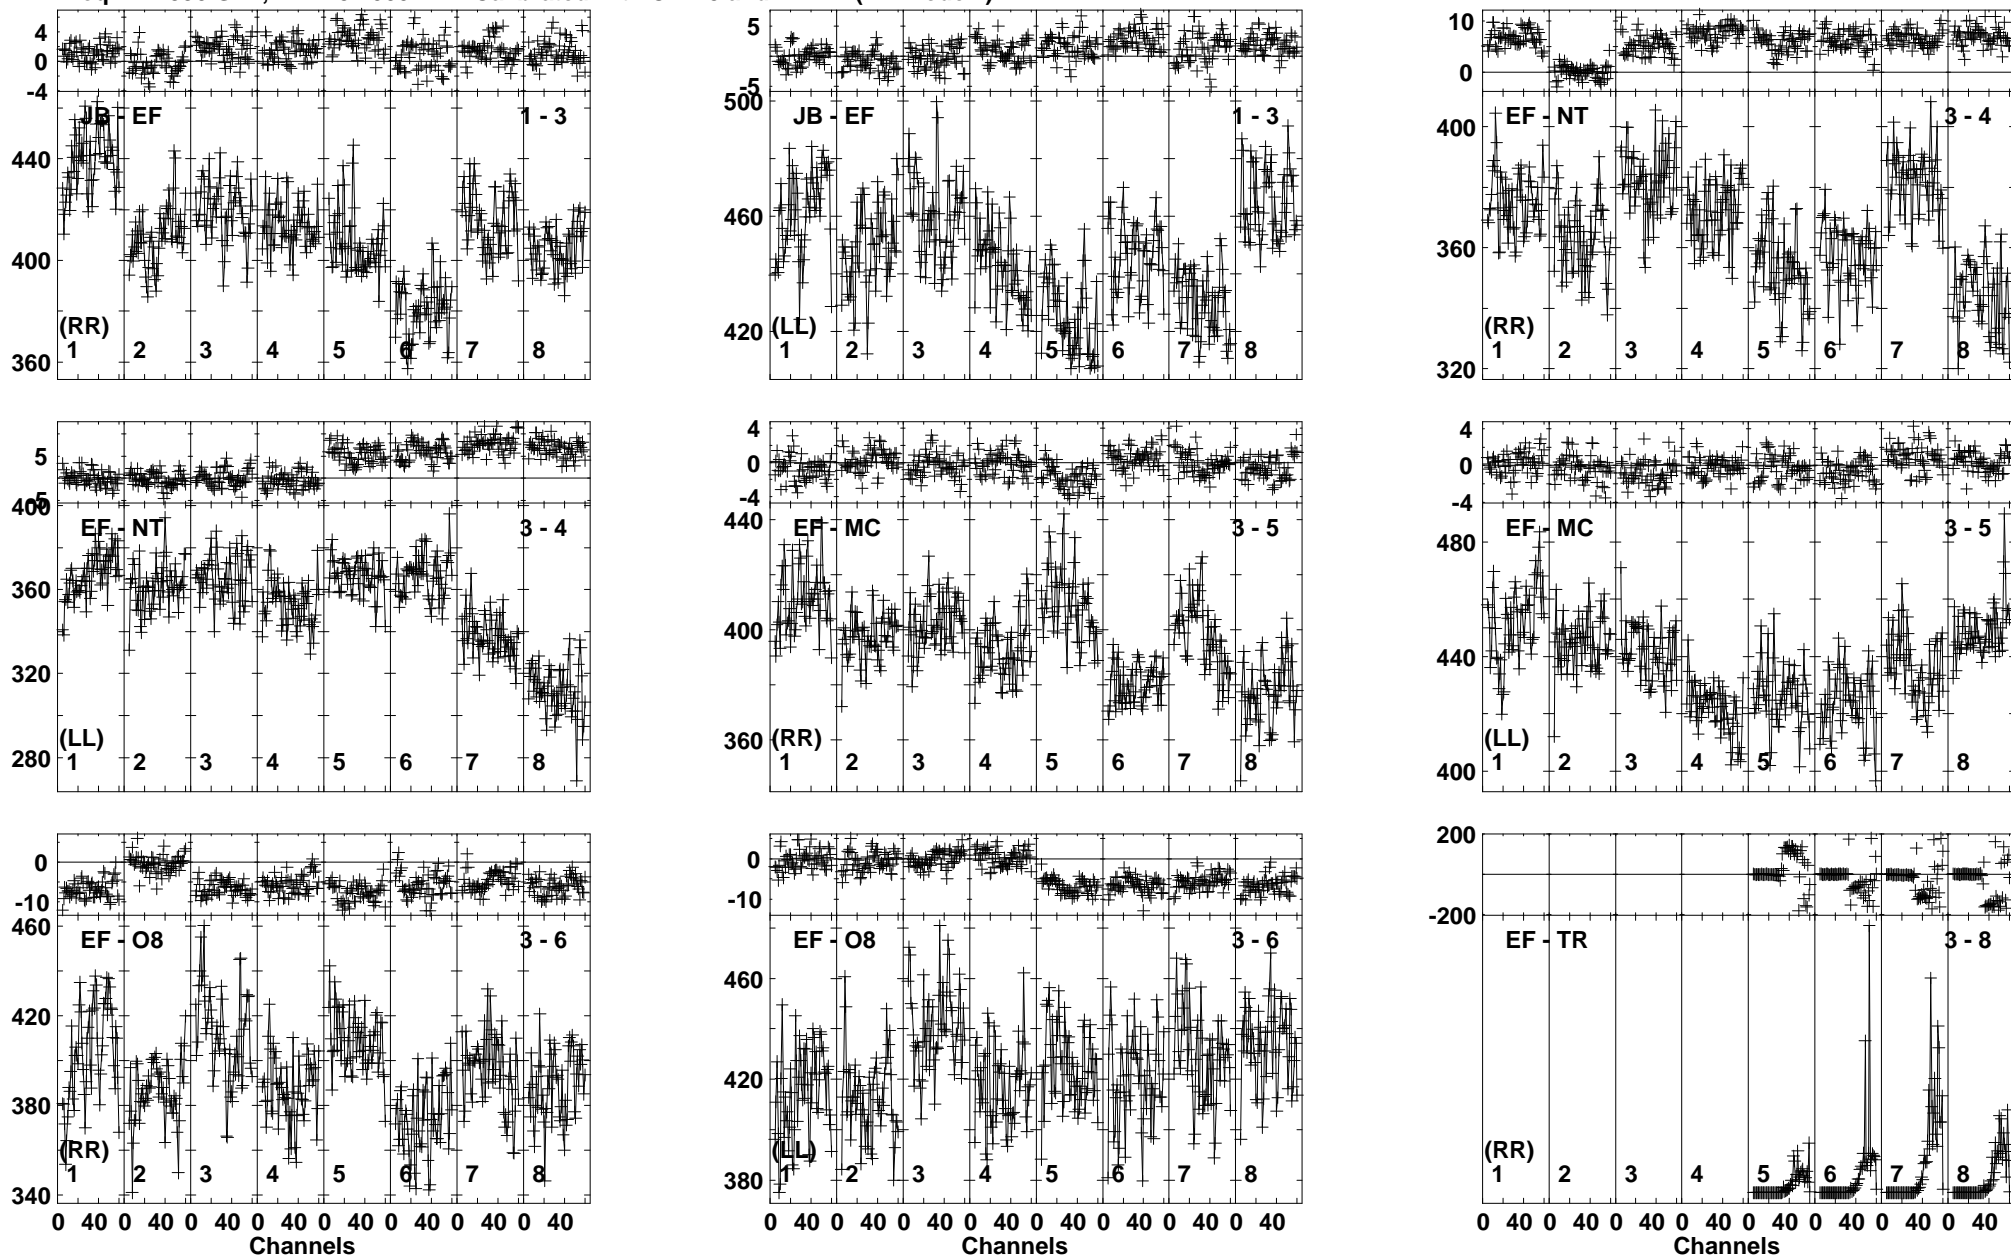 4 0 -4
JB - EF 1 - 3
440 400 360
(RR)
1 2 3 4 5 6 7 8
5 -5
500 460 420
JB - EF 1 - 3
(LL)
1 2 3 4 5 6 7 8
10 0
400 360 320
EF - NT 3 - 4
(RR)
1 2 3 4 5 6 7 8
5 -5
400 360 320 280
EF - NT 3 - 4
(LL)
1 2 3 4 5 6 7 8
4 0 -4
440 400 360
EF - MC 3 - 5
(RR)
1 2 3 4 5 6 7 8
4 0 -4
480 440 400
EF - MC 3 - 5
(LL)
1 2 3 4 5 6 7 8
0 -10
460 420 380 340
EF - O8 3 - 6
(RR)
1 2 3 4 5 6 7 8
0 40 0 40 0 40 0 40 0 40 0 40 0 40 0 40
Channels
0 -10
460 420 380
EF - O8 3 - 6
(LL)
1 2 3 4 5 6 7 8
0 40 0 40 0 40 0 40 0 40 0 40 0 40 0 40
Channels
200 0 -200
EF - TR 3 - 8
(RR)
1 2 3 4 5 6 7 8
0 40 0 40 0 40 0 40 0 40 0 40 0 40 0 40
Channels